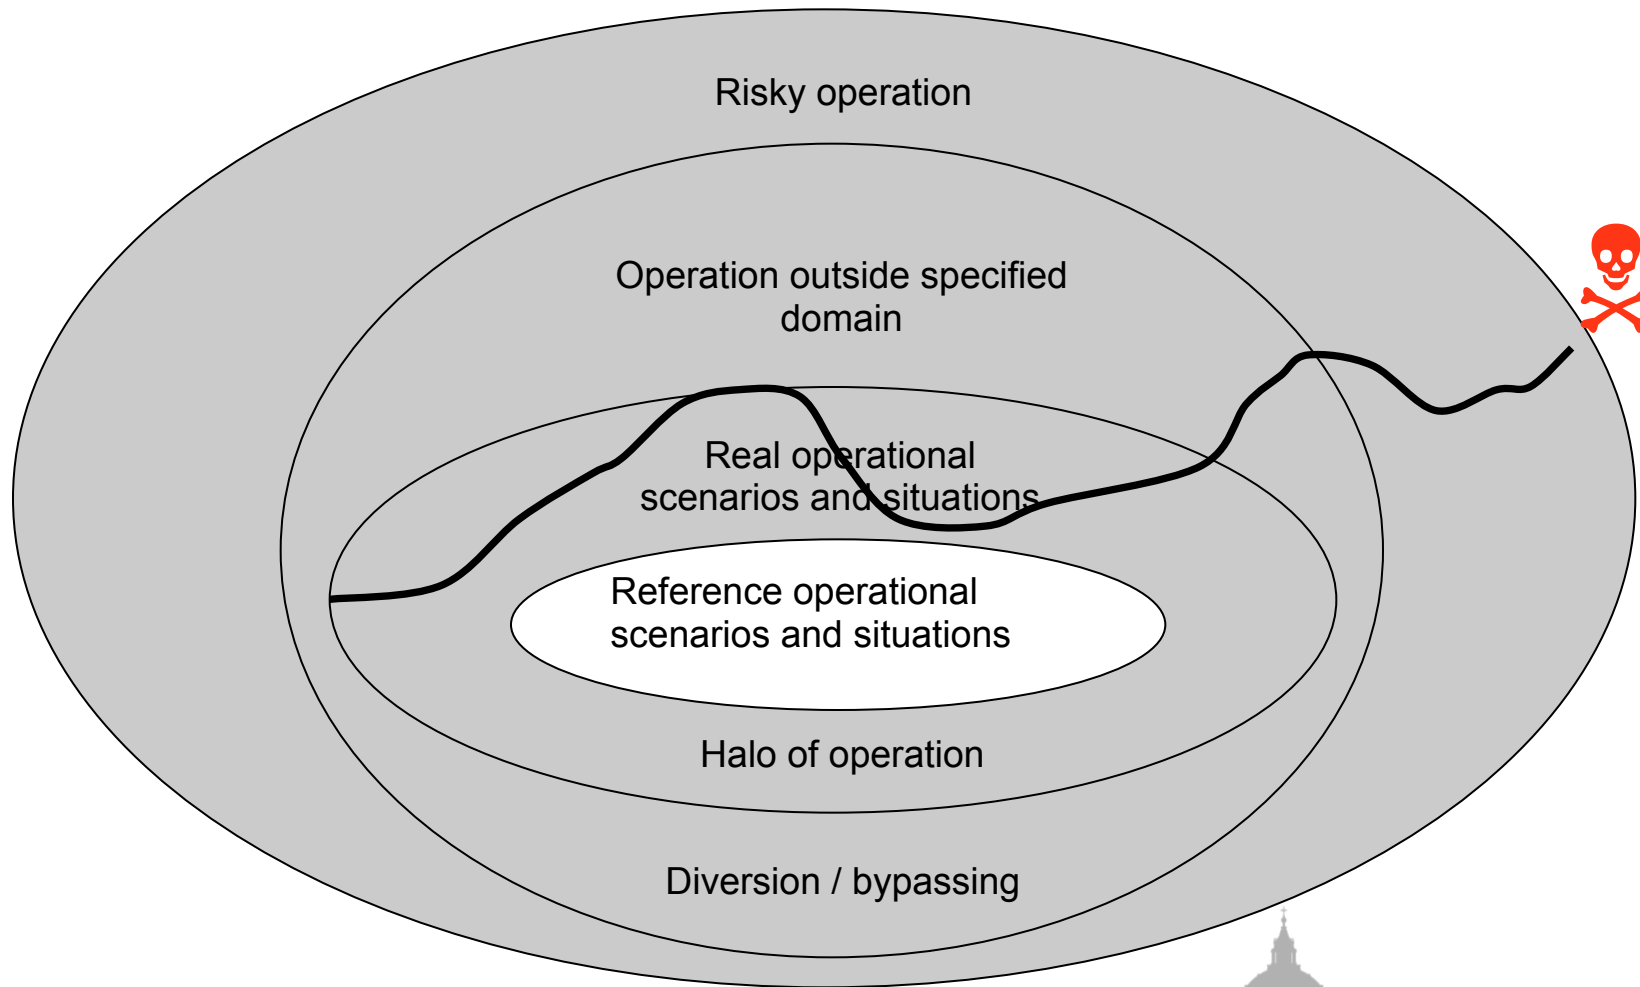 Risky operation
Operation outside specified
domain
Real operational
scenarios and situations
Reference operational
scenarios and situations
Halo of operation
Diversion / bypassing